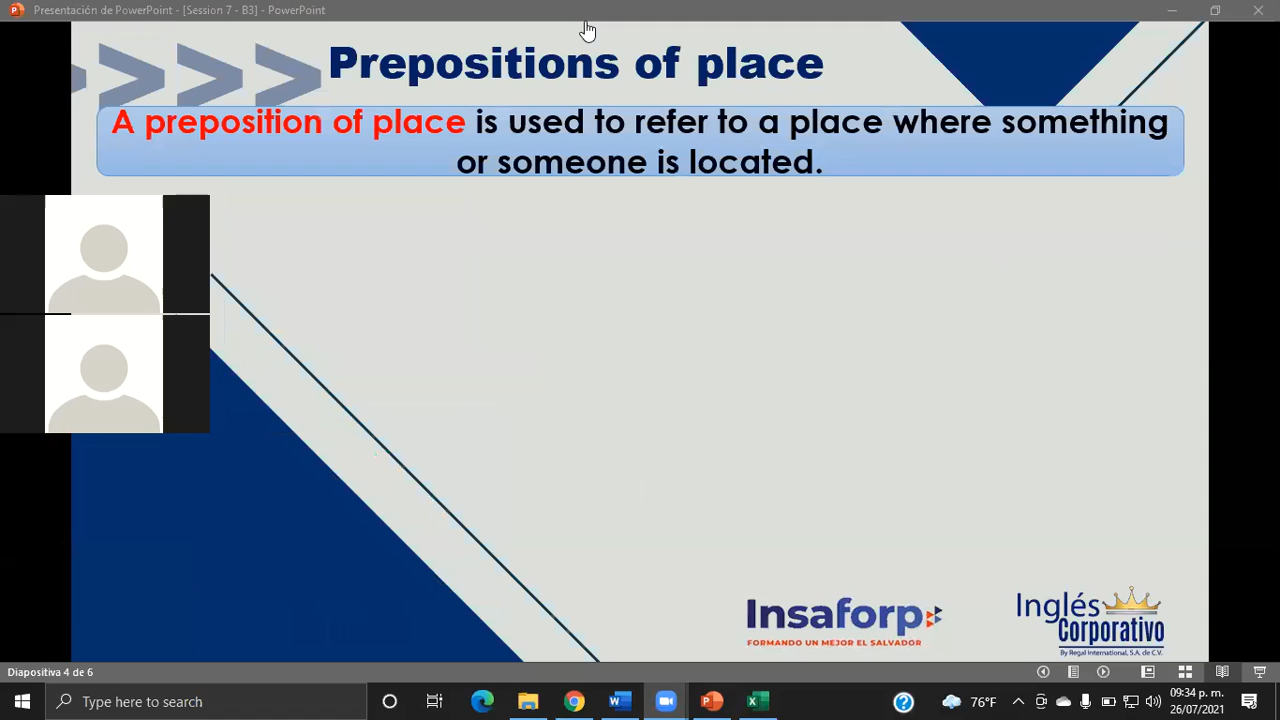 Presentación de PowerPoint - [Session 7 - B3] - PowerPoint
Prepositions of place
A preposition of place is used to refer to a place where something
or someone is located.
Insaforp
FORMANDO UN MEJOR EL SALVADOR
Inglés
Corporativo
By Regal International, S.A. de C.V.
Diapositiva 4 de 6
Type here to search
76°F
09:34 p. m.
26/07/2021